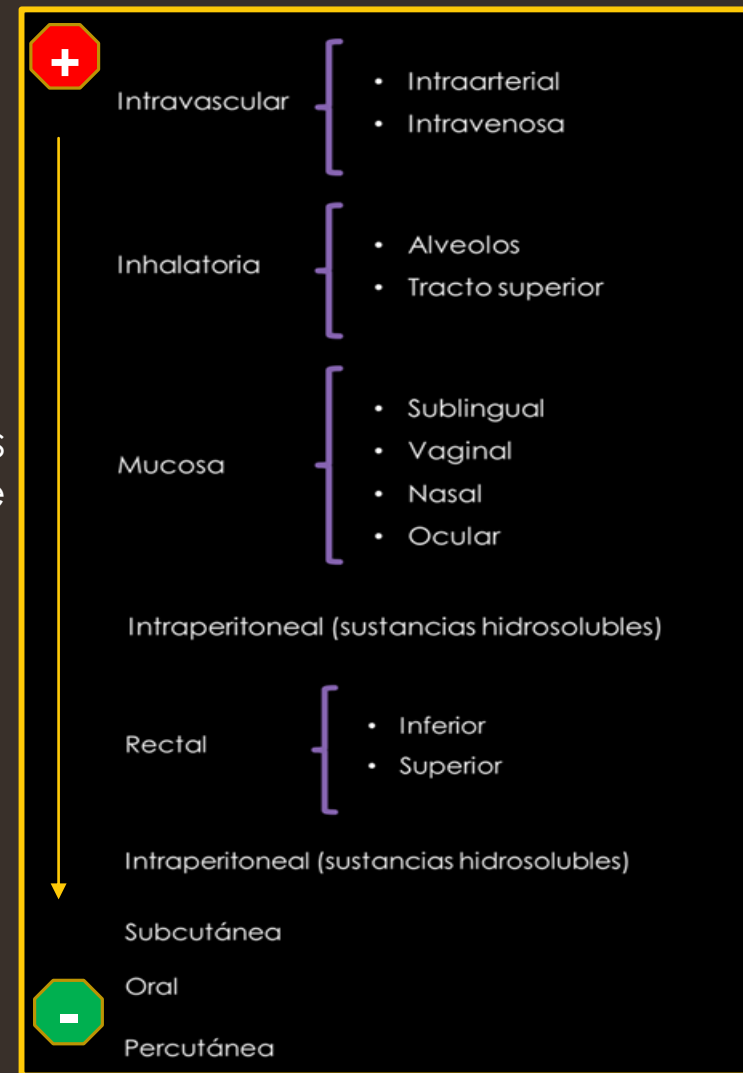 +
Intravascular
• Intraarterial
• Intravenosa
Inhalatoria
• Alveolos
• Tracto superior
Mucosa
• Sublingual
• Vaginal
• Nasal
• Ocular
Intraperitoneal (sustancias hidrosolubles)
Rectal
• Inferior
• Superior
Intraperitoneal (sustancias hidrosolubles)
Subcutánea
Oral
-
Percutánea